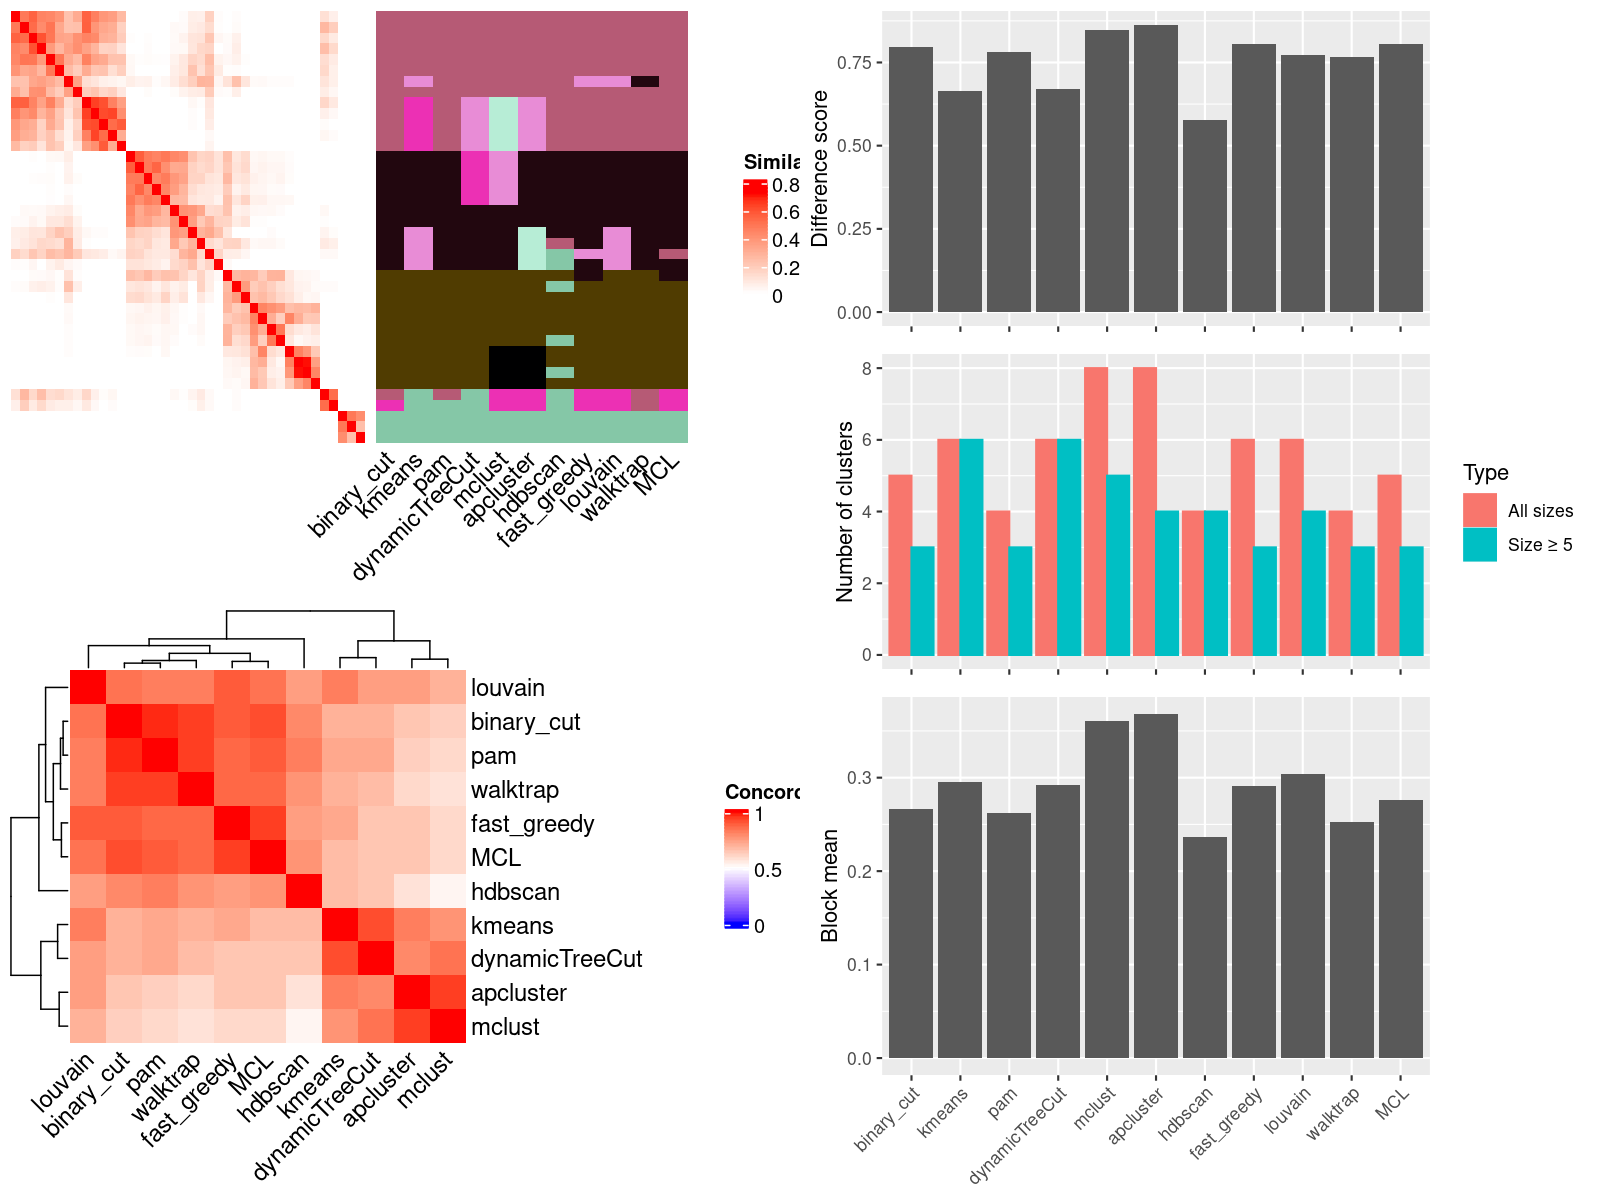 Simila
0.8
0.6
0.4
0.2
0
binary_cut
kmeans
pam
dynamicTreeCut
mclust
apcluster
hdbscan
fast_greedy
louvain
walktrap
MCL
louvain
binary_cut
pam
walktrap
fast_greedy
MCL
hdbscan
kmeans
dynamicTreeCut
apcluster
mclust
louvain
binary_cut
pam
walktrap
fast_greedy
MCL
hdbscan
kmeans
dynamicTreeCut
apcluster
mclust
Concord
1
0.5
0
Difference score
0.75
0.50
0.25
0.00
Number of clusters
8
6
4
2
0
Type
All sizes
Size ≥ 5
Block mean
0.3
0.2
0.1
0.0
binary_cut
kmeans
pam
dynamicTreeCut
mclust
apcluster
hdbscan
fast_greedy
louvain
walktrap
MCL